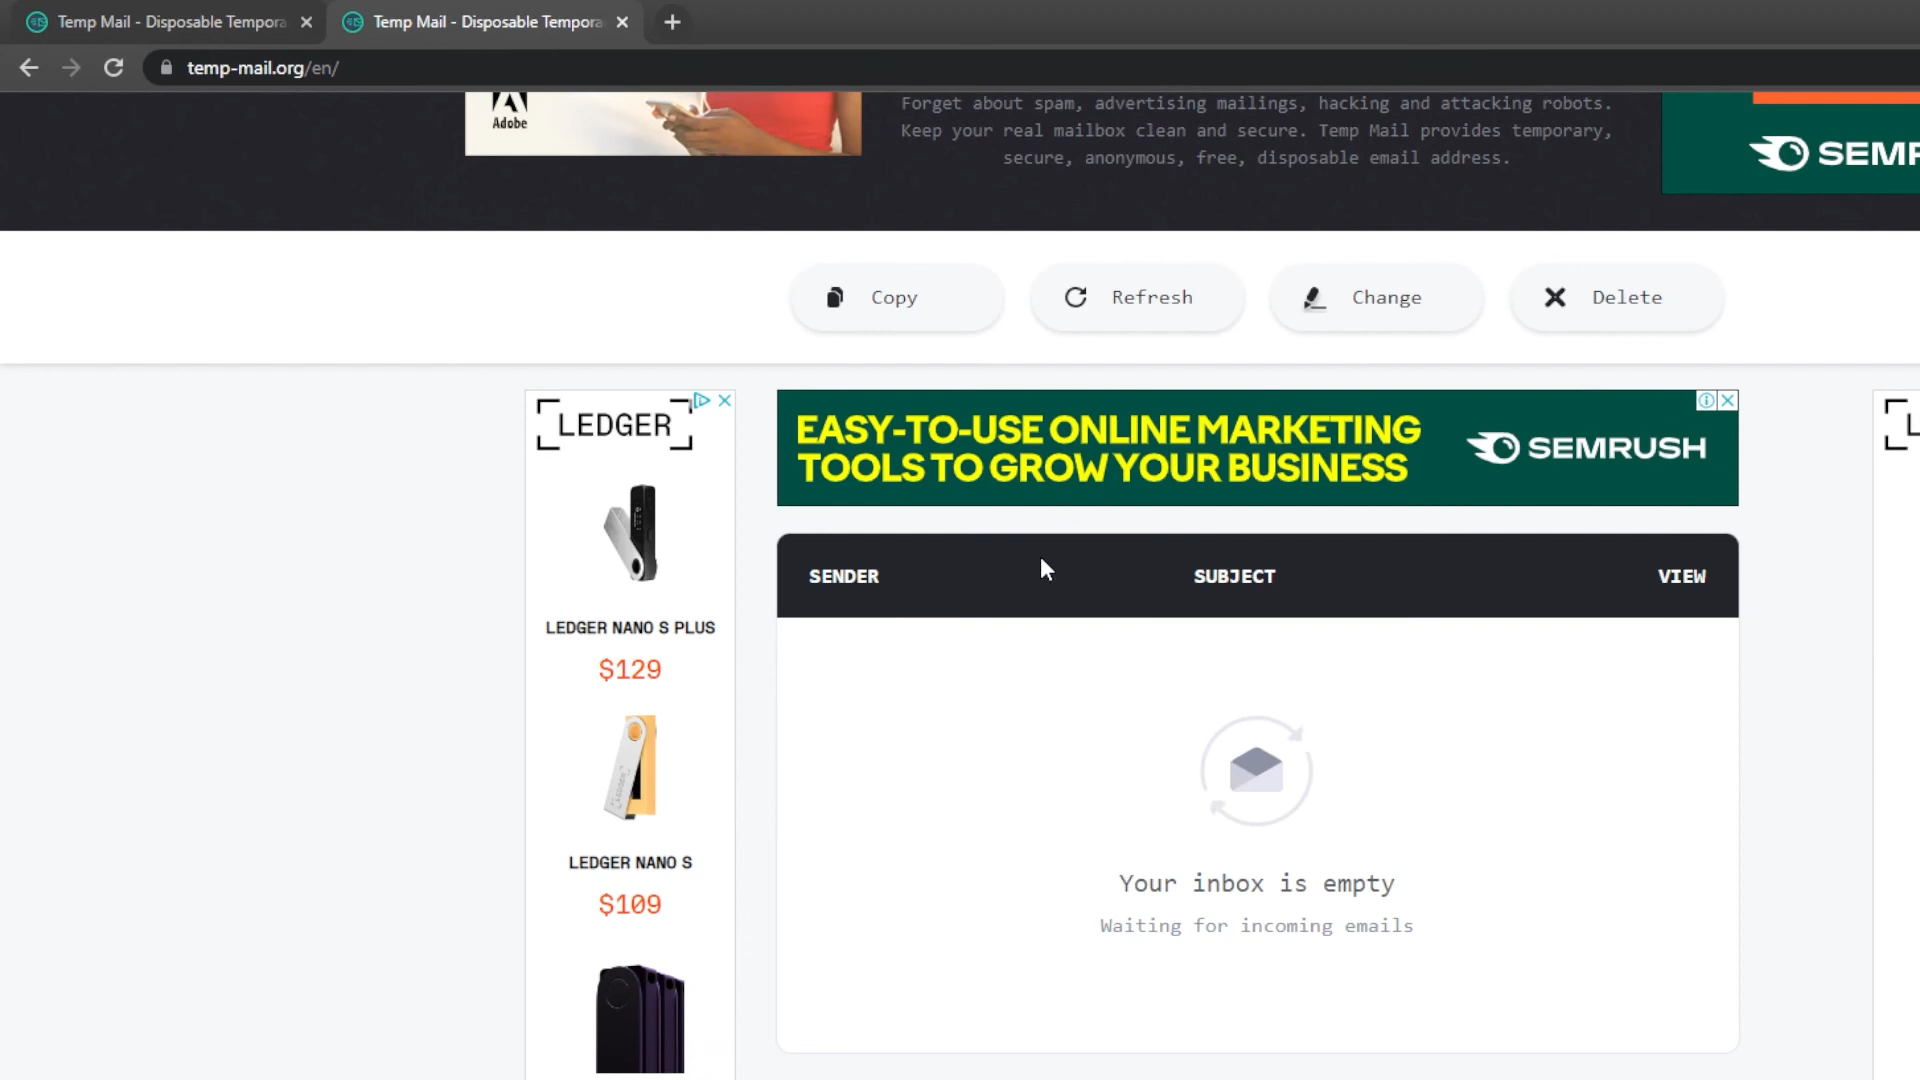 Temp Mail - Disposable Tempora
Temp Mail - Disposable Tempora
temp-mail.org/en/
Adobe
Forget about spam, advertising mailings, hacking and attacking robots.
Keep your real mailbox clean and secure. Temp Mail provides temporary,
secure, anonymous, free, disposable email address.
SEMR
Copy
Refresh
Change
Delete
LEDGER
EASY-TO-USE ONLINE MARKETING
TOOLS TO GROW YOUR BUSINESS
SEMRUSH
L
SENDER
SUBJECT
VIEW
LEDGER NANO S PLUS
$129
LEDGER NANO S
$109
Your inbox is empty
Waiting for incoming emails